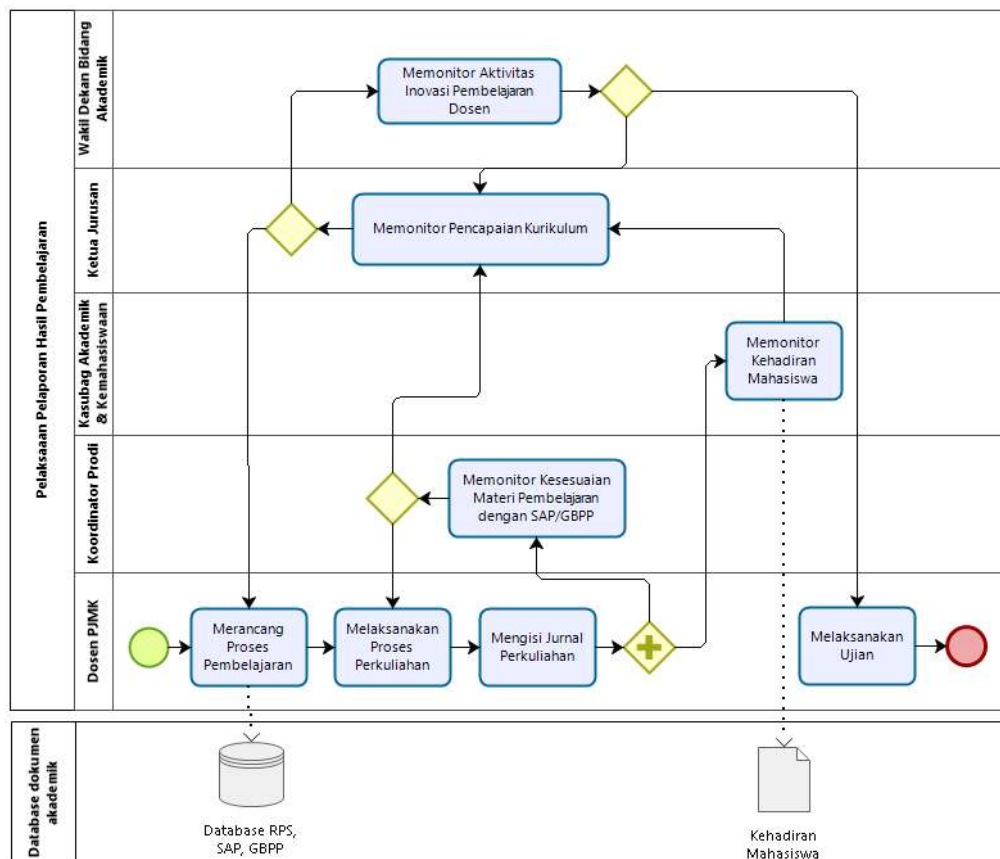 Pelaksaaan Pelaporan Hasil Pembelajaran
Wakil Dekan Bidang
Akademik
Memonitor Aktivitas
Inovasi Pembelajaran
Dosen
Ketua Jurusan
Memonitor Pencapaian Kurikulum
Kasubag Akademik
& Kemahasiswaan
Memonitor
Kehadiran
Mahasiswa
Koordinator Prodi
Memonitor Kesesuaian
Materi Pembelajaran
dengan SAP/GBPP
Dosen PJMK
Merancang
Proses
Pembelajaran
Melaksanakan
Proses
Perkuliahan
Mengisi Jurnal
Perkuliahan
Melaksanakan
Ujian
Database dokumen
akademik
Database RPS,
SAP, GBPP
Kehadiran
Mahasiswa